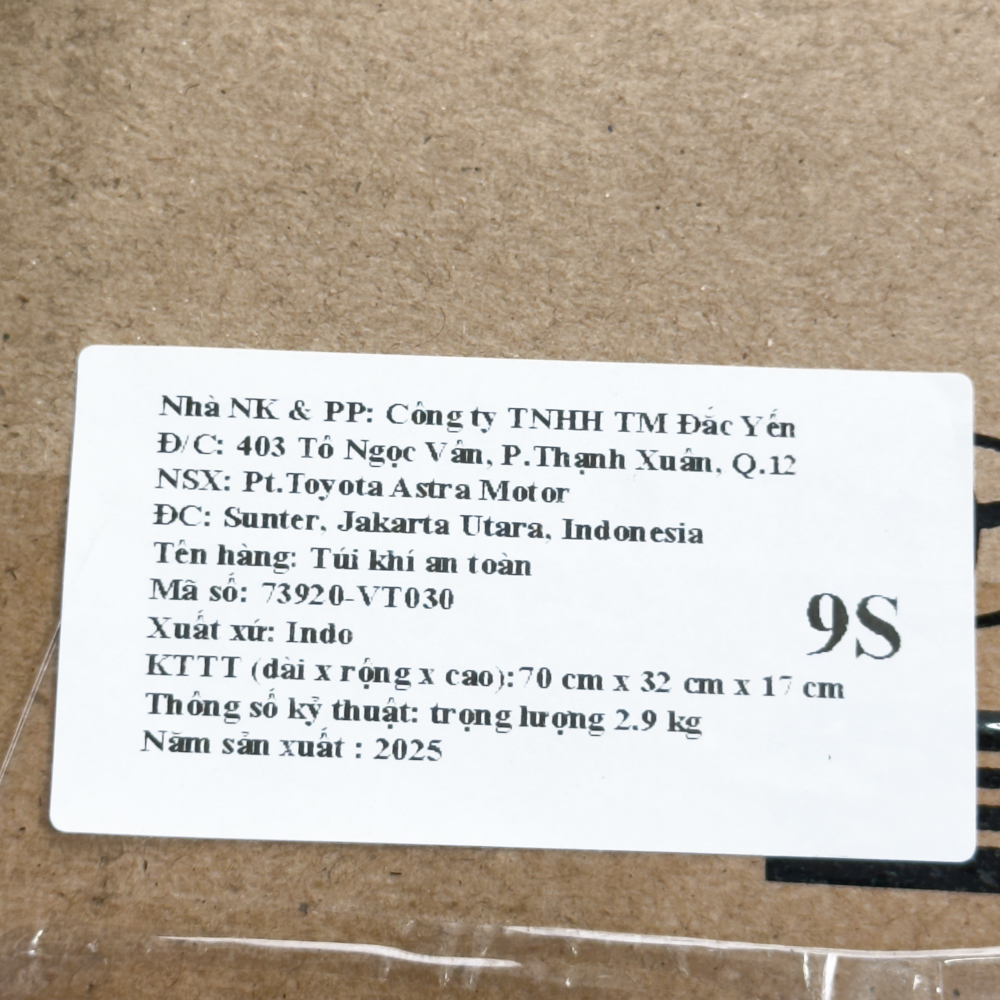 Nhà NK & PP: Công ty TNHH TM Đắc Yến
Đ/C: 403 Tô Ngọc Vân, P.Thạnh Xuân, Q.12
NSX: Pt.Toyota Astra Motor
ĐC: Sunter, Jakarta Utara, Indonesia
Tên hàng: Túi khí an toàn
Mã số: 73920-VT030
Xuất xứ: Indo
9S
KTTT (dài x rộng x cao):70 cm x 32 cm x 17 cm
Thông số kỹ thuật: trọng lượng 2.9 kg
Năm sản xuất : 2025